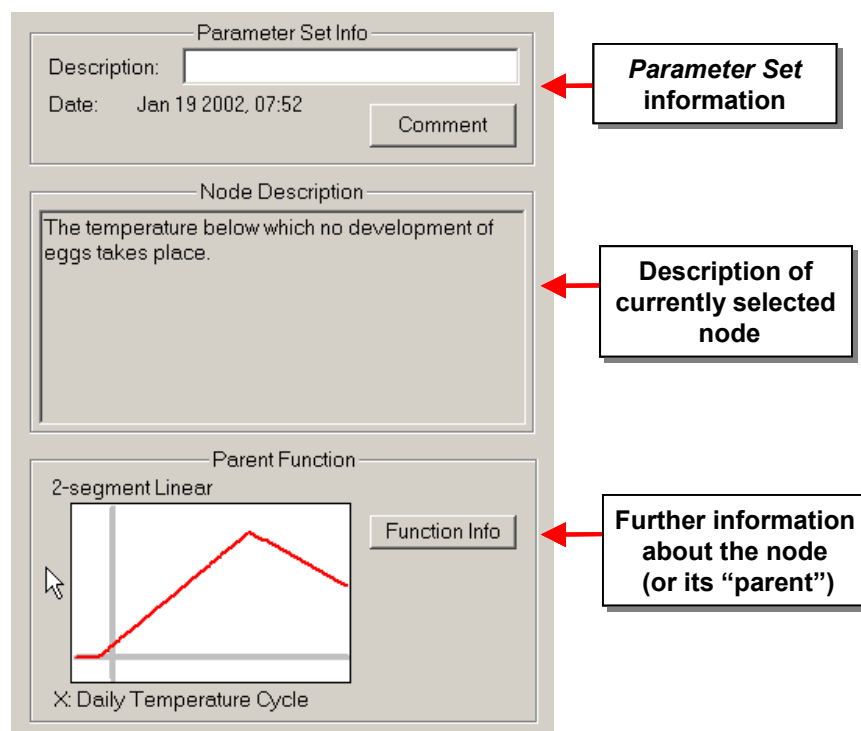 Parameter Set Info
Description:
Date: Jan 19 2002, 07:52
Comment
Parameter Set
information
Node Description
The temperature below which no development of
eggs takes place.
Description of
currently selected
node
Parent Function
2-segment Linear
Function Info
X: Daily Temperature Cycle
Further information
about the node
(or its “parent”)